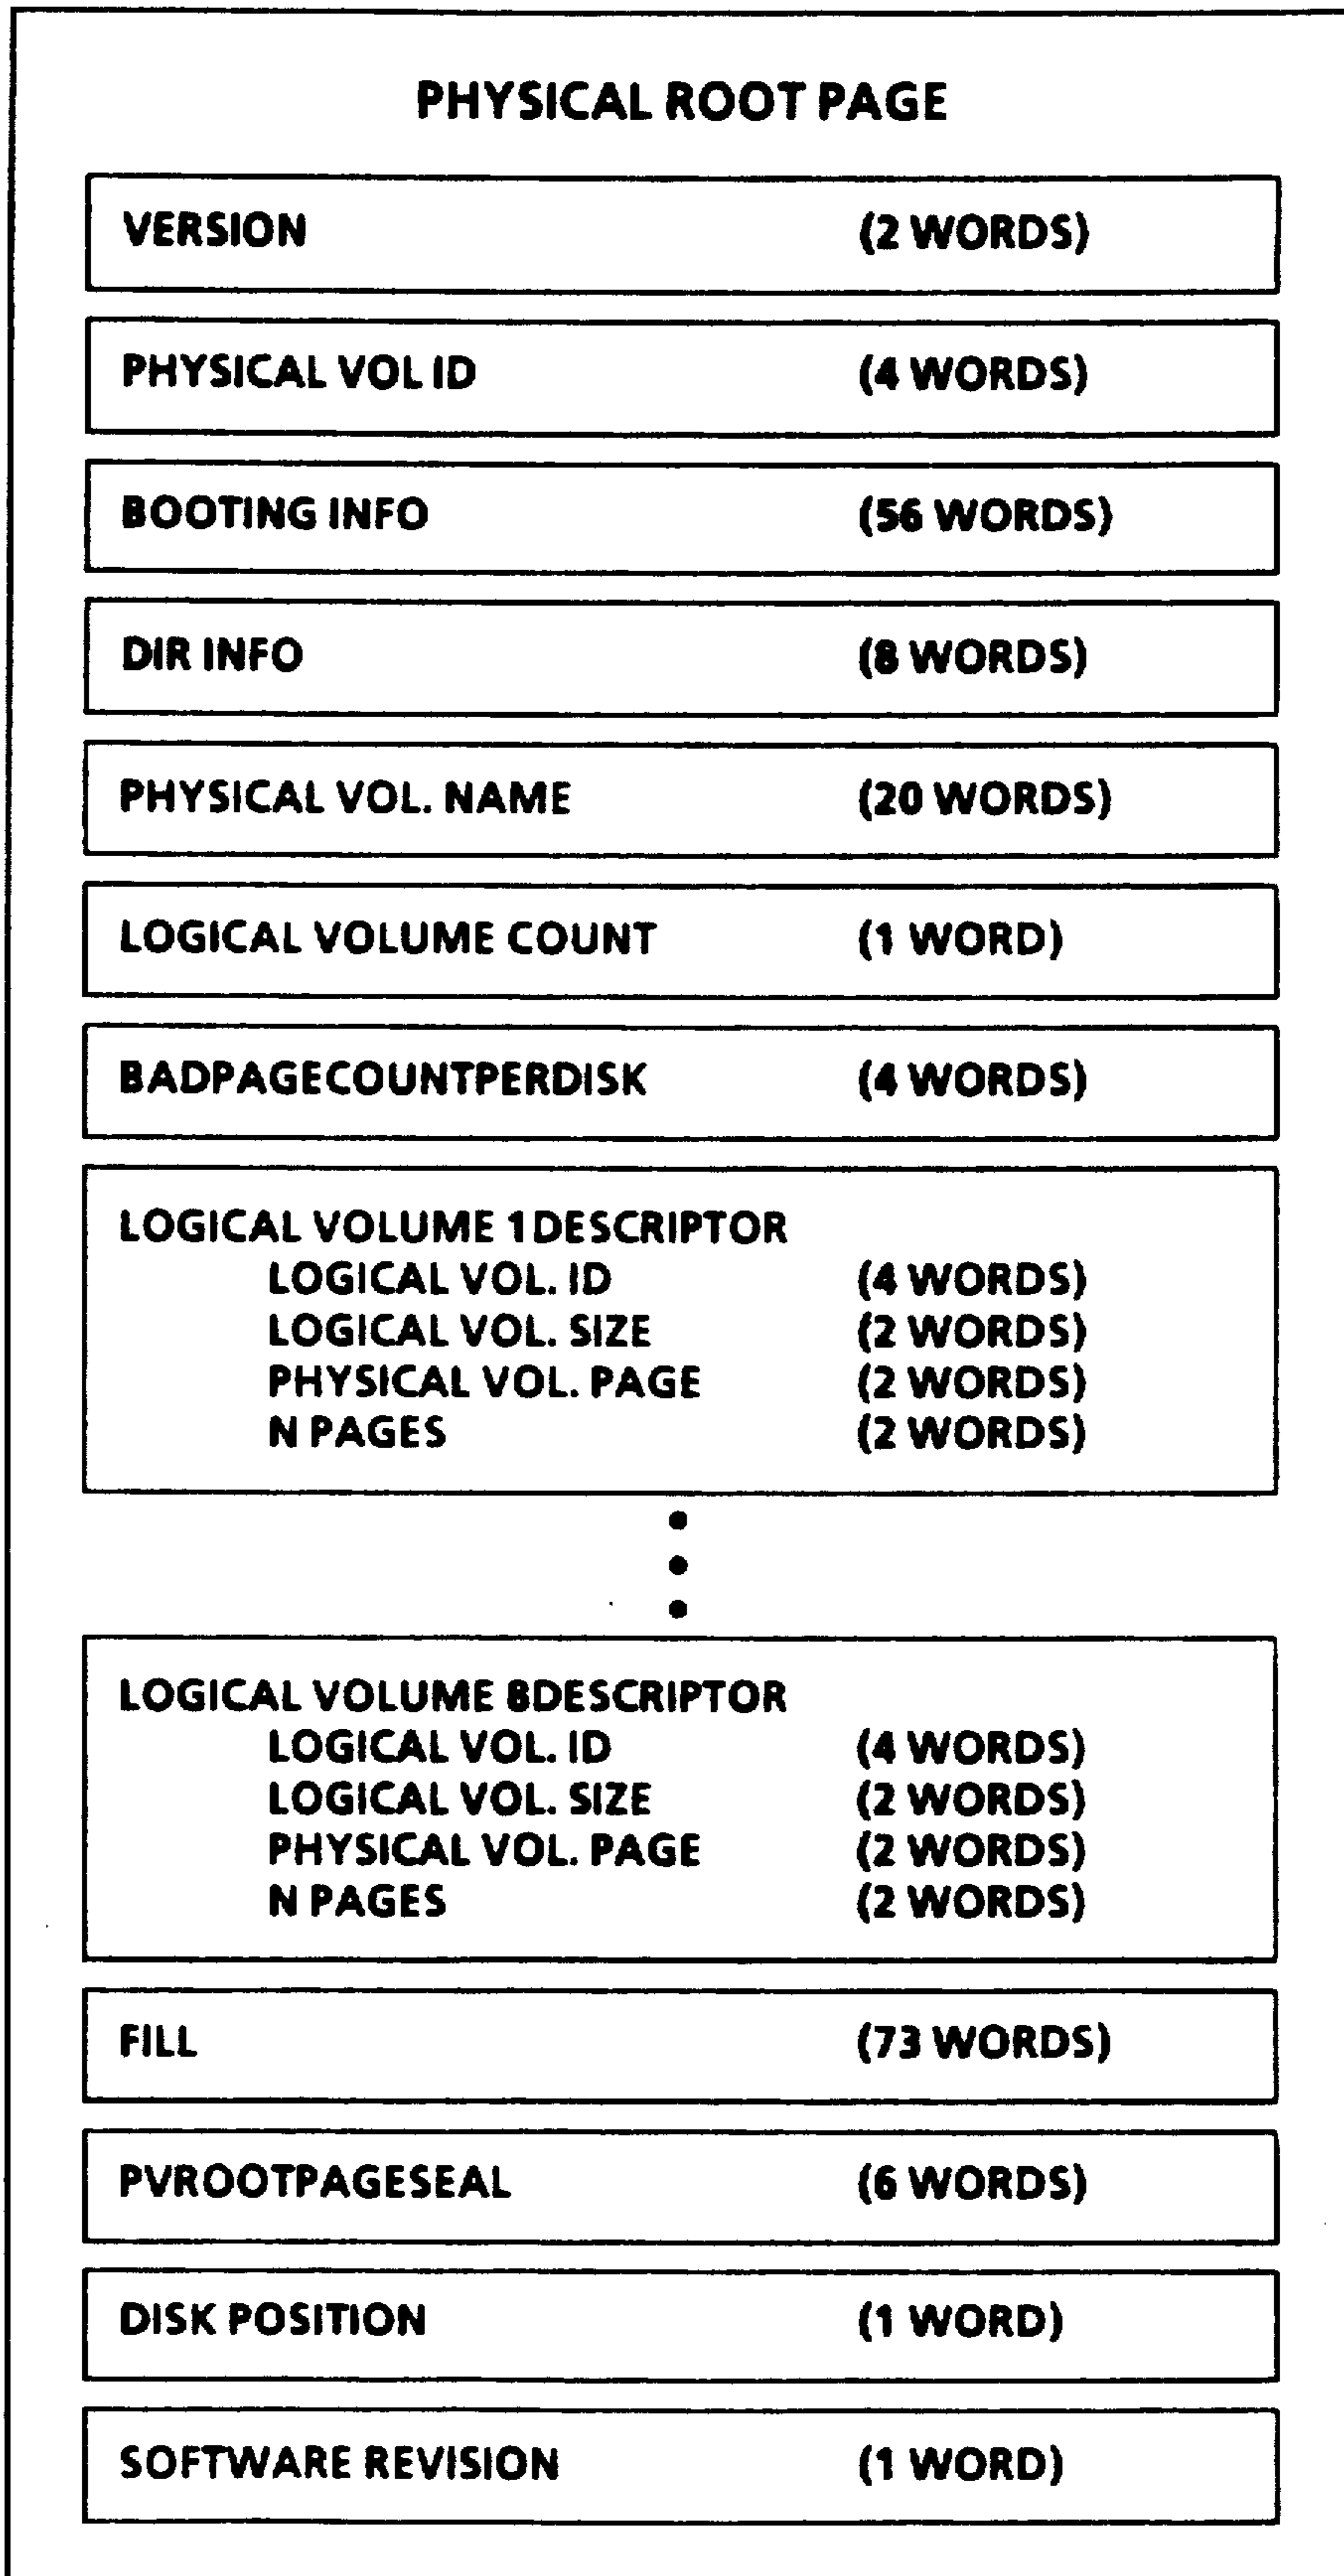 PHYSICAL ROOT PAGE
VERSION (2 WORDS)
PHYSICAL VOL ID (4 WORDS)
BOOTING INFO (56 WORDS)
DIR INFO (8 WORDS)
PHYSICAL VOL. NAME (20 WORDS)
LOGICAL VOLUME COUNT (1 WORD)
BADPAGECOUNTPERDISK (4 WORDS)
LOGICAL VOLUME 1DESCRIPTOR
LOGICAL VOL. ID (4 WORDS)
LOGICAL VOL. SIZE (2 WORDS)
PHYSICAL VOL. PAGE (2 WORDS)
N PAGES (2 WORDS)
LOGICAL VOLUME 8DESCRIPTOR
LOGICAL VOL. ID (4 WORDS)
LOGICAL VOL. SIZE (2 WORDS)
PHYSICAL VOL. PAGE (2 WORDS)
N PAGES (2 WORDS)
FILL (73 WORDS)
PVROOTPAGESEAL (6 WORDS)
DISK POSITION (1 WORD)
SOFTWARE REVISION (1 WORD)